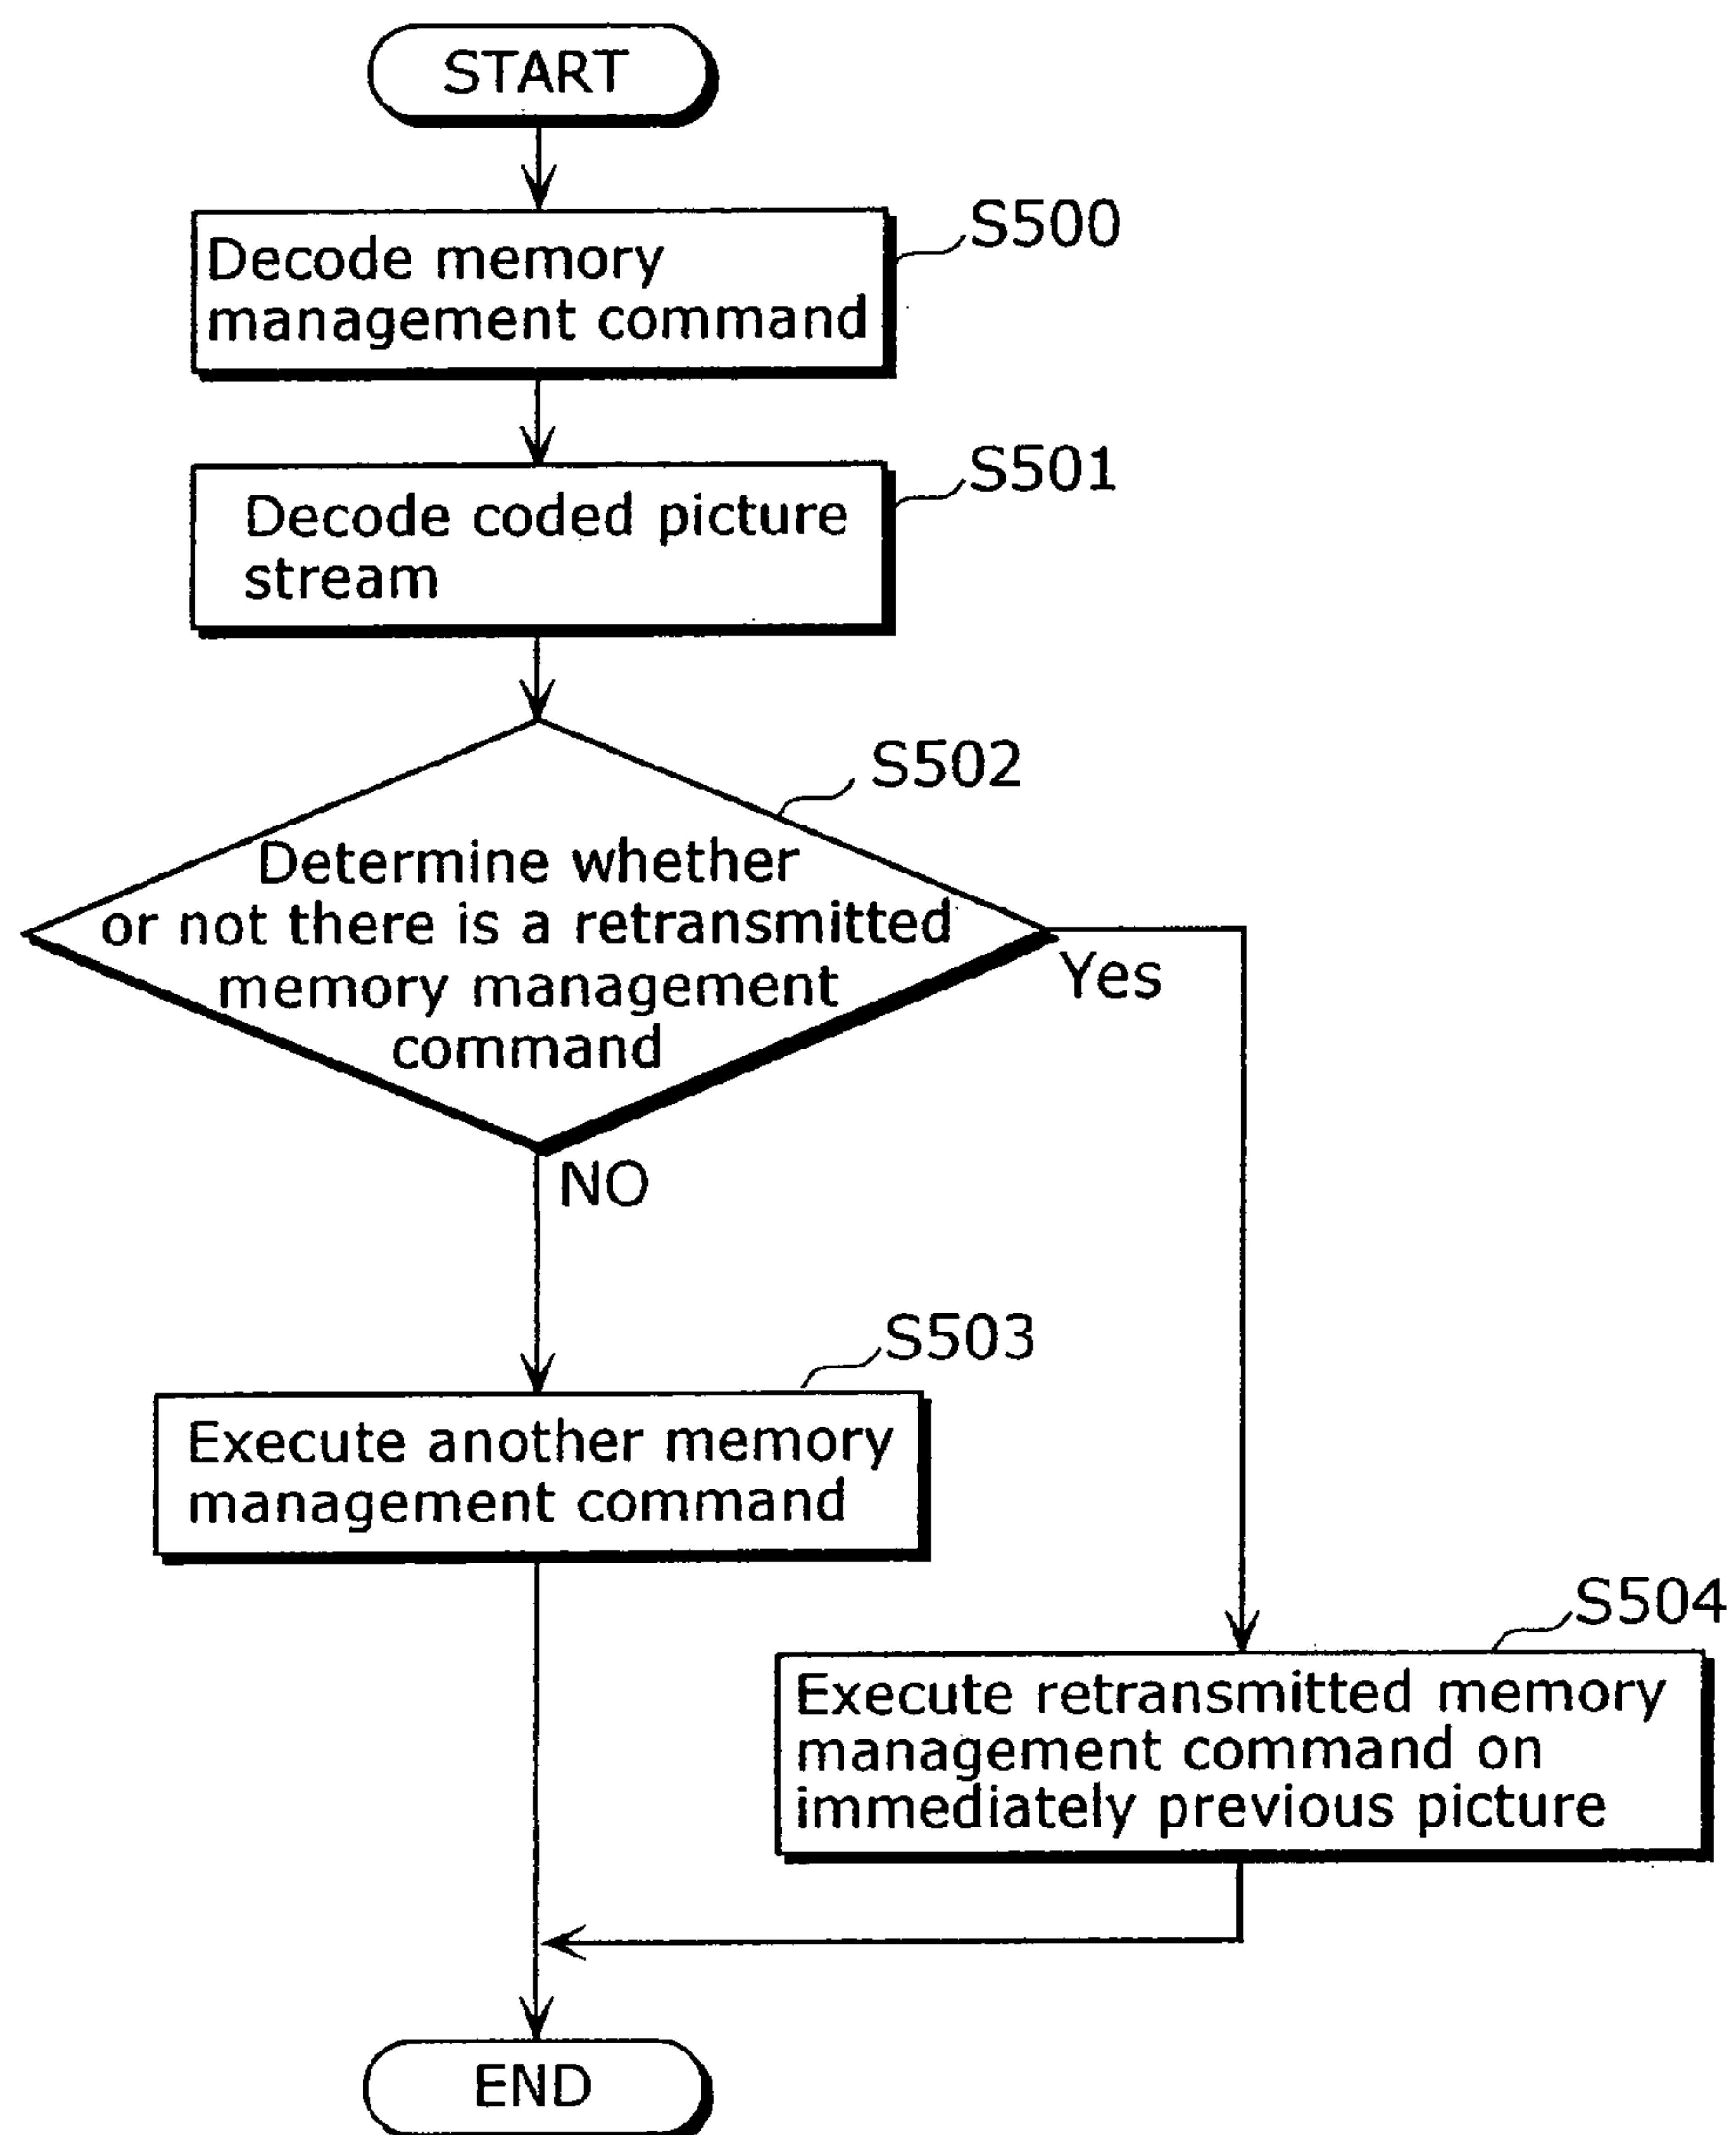 START
S500
Decode memory
management command
S501
Decode coded picture
stream
S502
Determine whether
or not there is a retransmitted
memory management
command
Yes
NO
S503
Execute another memory
management command
S504
Execute retransmitted memory
management command on
immediately previous picture
END